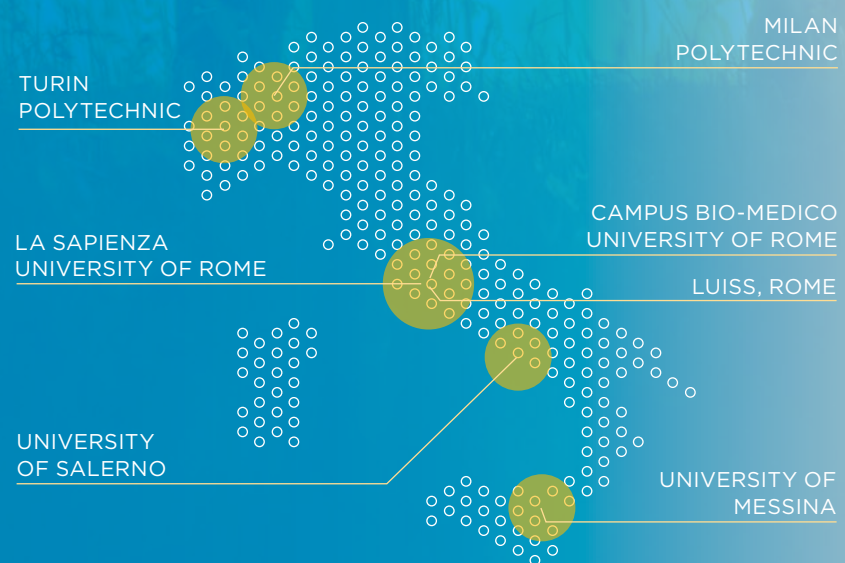 MILAN
POLYTECHNIC
TURIN
POLYTECHNIC
CAMPUS BIO-MEDICO
UNIVERSITY OF ROME
LA SAPIENZA
UNIVERSITY OF ROME
LUISS, ROME
UNIVERSITY
OF SALERNO
UNIVERSITY OF
MESSINA